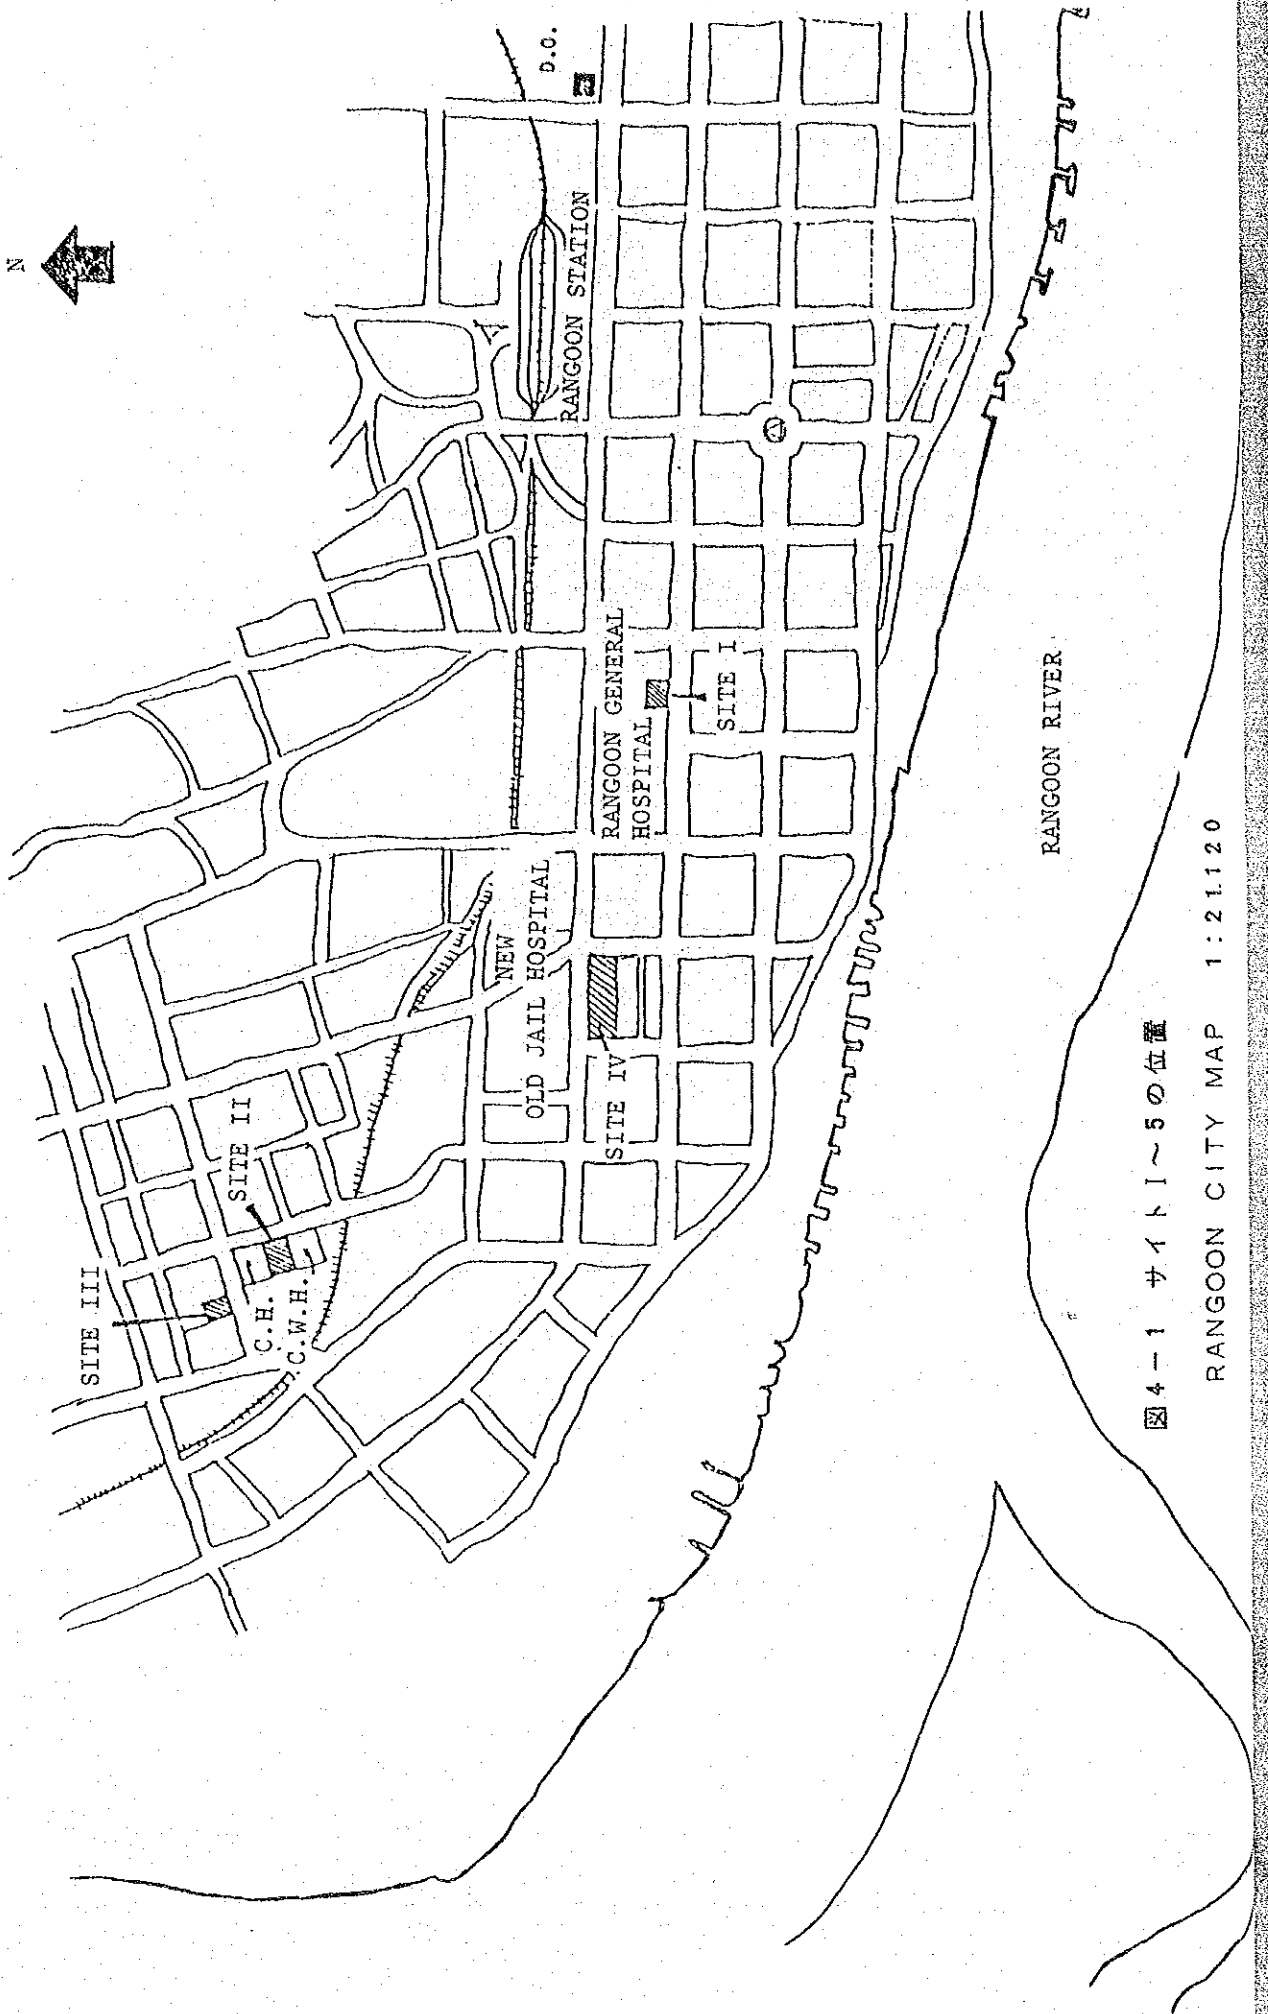 N
D.O.
RANGOON STATION
RANGOON GENERAL
HOSPITAL
SITE I
NEW
OLD JAIL HOSPITAL
SITE IV
SITE II
SITE III
C.H.
C.W.H.
RANGOON RIVER
図4-1 サイトI~5の位置
RANGOON CITY MAP 1:21.120